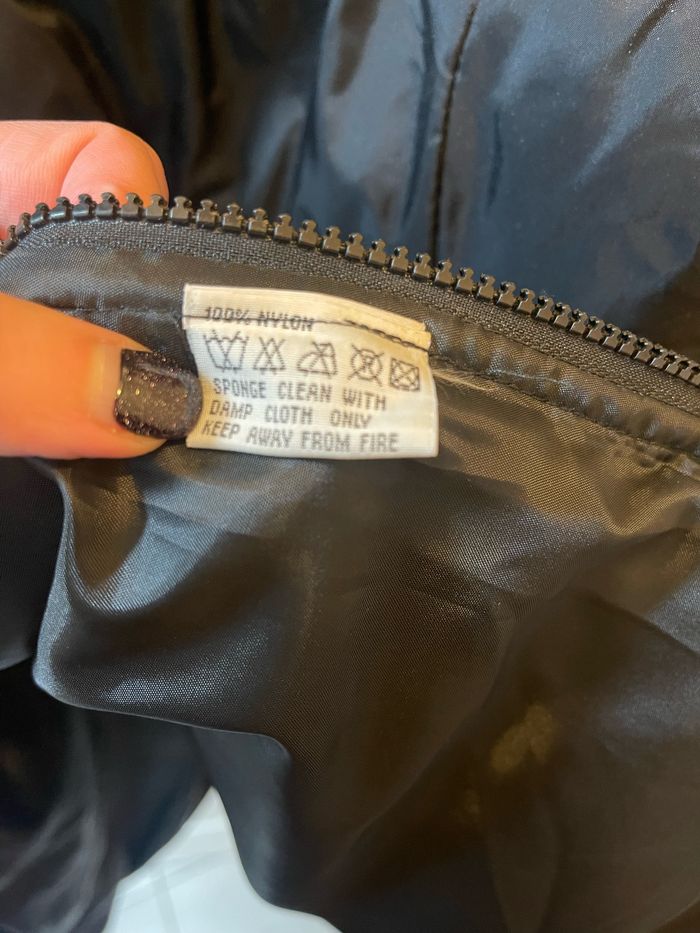 100% NYLON
SPONGE CLEAN WITH
DAMP CLOTH ONLY
KEEP AWAY FROM FIRE